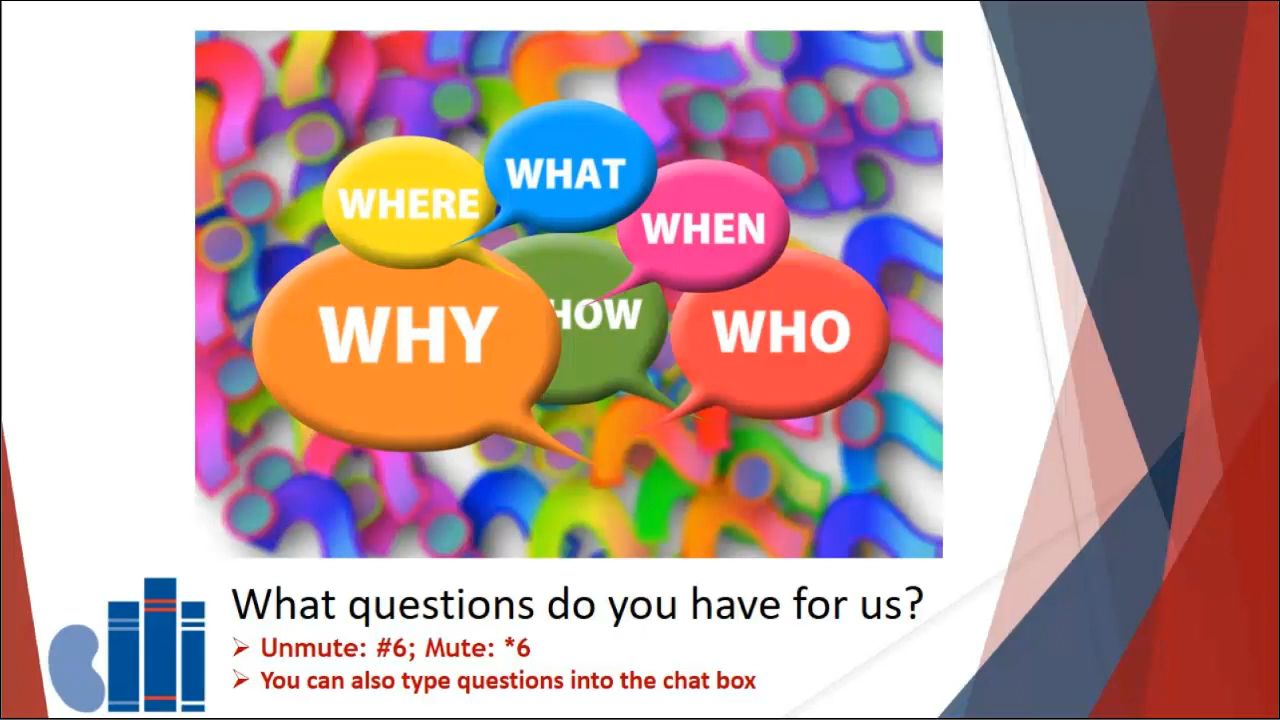 WHERE
WHAT
WHEN
WHY
HOW
WHO
What questions do you have for us?
Unmute: #6; Mute: *6
You can also type questions into the chat box